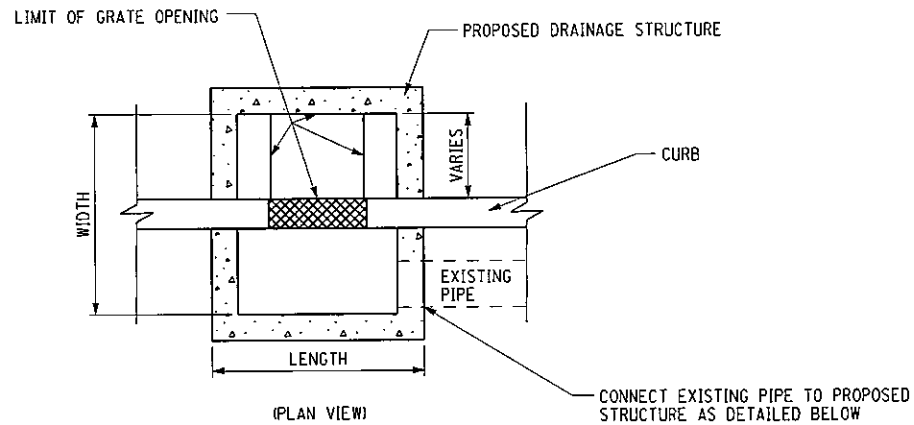 LIMIT OF GRATE OPENING
PROPOSED DRAINAGE STRUCTURE
VARIES
CURB
WIDTH
EXISTING
PIPE
LENGTH
CONNECT EXISTING PIPE TO PROPOSED
STRUCTURE AS DETAILED BELOW
(PLAN VIEW)